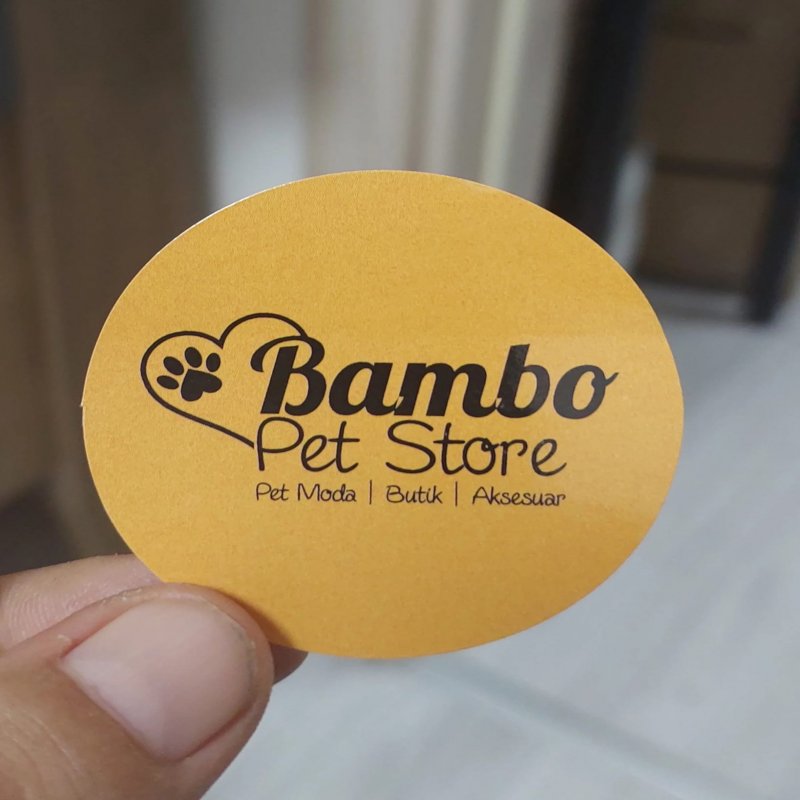 Bambo
Pet Store
Pet Moda | Butik | Aksesuar